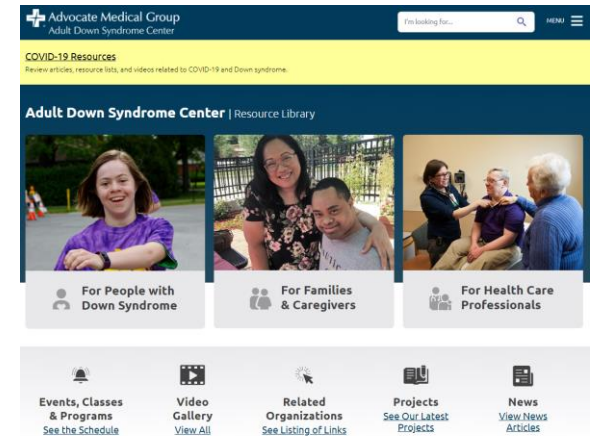 Advocate Medical Group
Adult Down Syndrome Center
I'm looking for...
MENU
COVID-19 Resources
Review articles, resource lists, and videos related to COVID-19 and Down syndrome.
Adult Down Syndrome Center | Resource Library
For People with
Down Syndrome
For Families
& Caregivers
For Health Care
Professionals
Events, Classes
& Programs
See the Schedule
Video
Gallery
View All
Related
Organizations
See Listing of Links
Projects
See Our Latest
Projects
News
View News
Articles